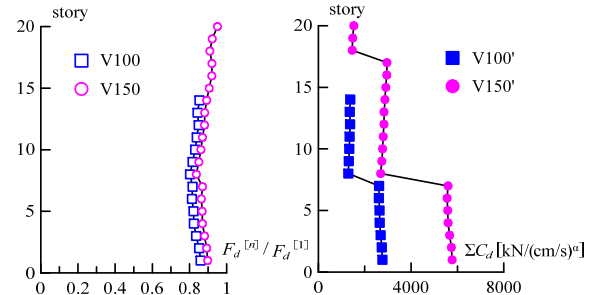 story
20
15
10
5
0
V100
V150
0 0.2 0.4 0.6 0.8 1
F_d^[n] / F_d^[1]
story
20
15
10
5
0
V100'
V150'
0 4000 8000
ΣC_d [kN/(cm/s)^α]